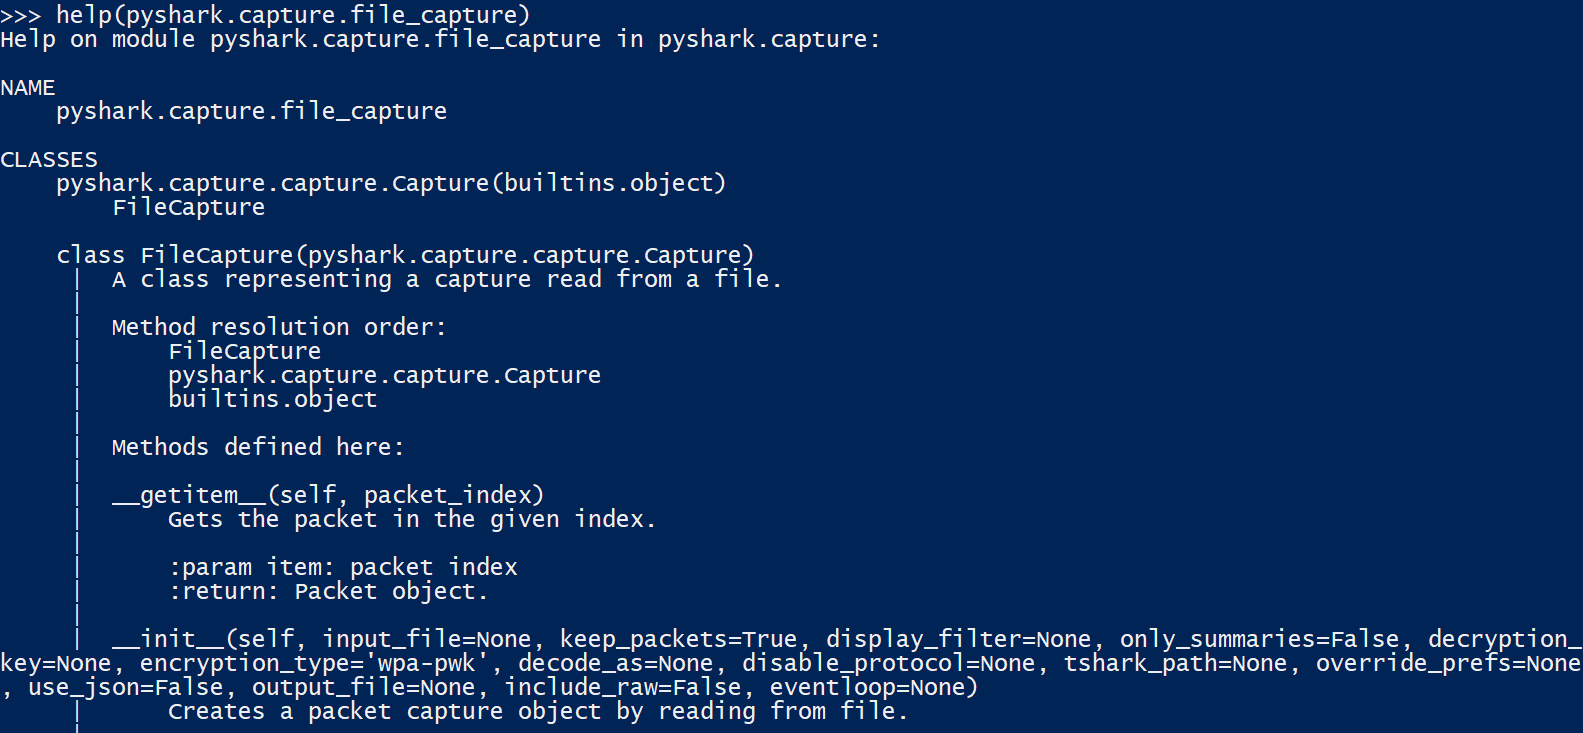 >>> help(pyshark.capture.file_capture)
Help on module pyshark.capture.file_capture in pyshark.capture:

NAME
    pyshark.capture.file_capture

CLASSES
    pyshark.capture.capture.Capture(builtins.object)
        FileCapture

    class FileCapture(pyshark.capture.capture.Capture)
     |  A class representing a capture read from a file.
     |
     |  Method resolution order:
     |      FileCapture
     |      pyshark.capture.capture.Capture
     |      builtins.object
     |
     |  Methods defined here:
     |
     |  __getitem__(self, packet_index)
     |      Gets the packet in the given index.
     |
     |      :param item: packet index
     |      :return: Packet object.
     |
     |  __init__(self, input_file=None, keep_packets=True, display_filter=None, only_summaries=False, decryption_
key=None, encryption_type='wpa-pwk', decode_as=None, disable_protocol=None, tshark_path=None, override_prefs=None
, use_json=False, output_file=None, include_raw=False, eventloop=None)
     |      Creates a packet capture object by reading from file.
     |